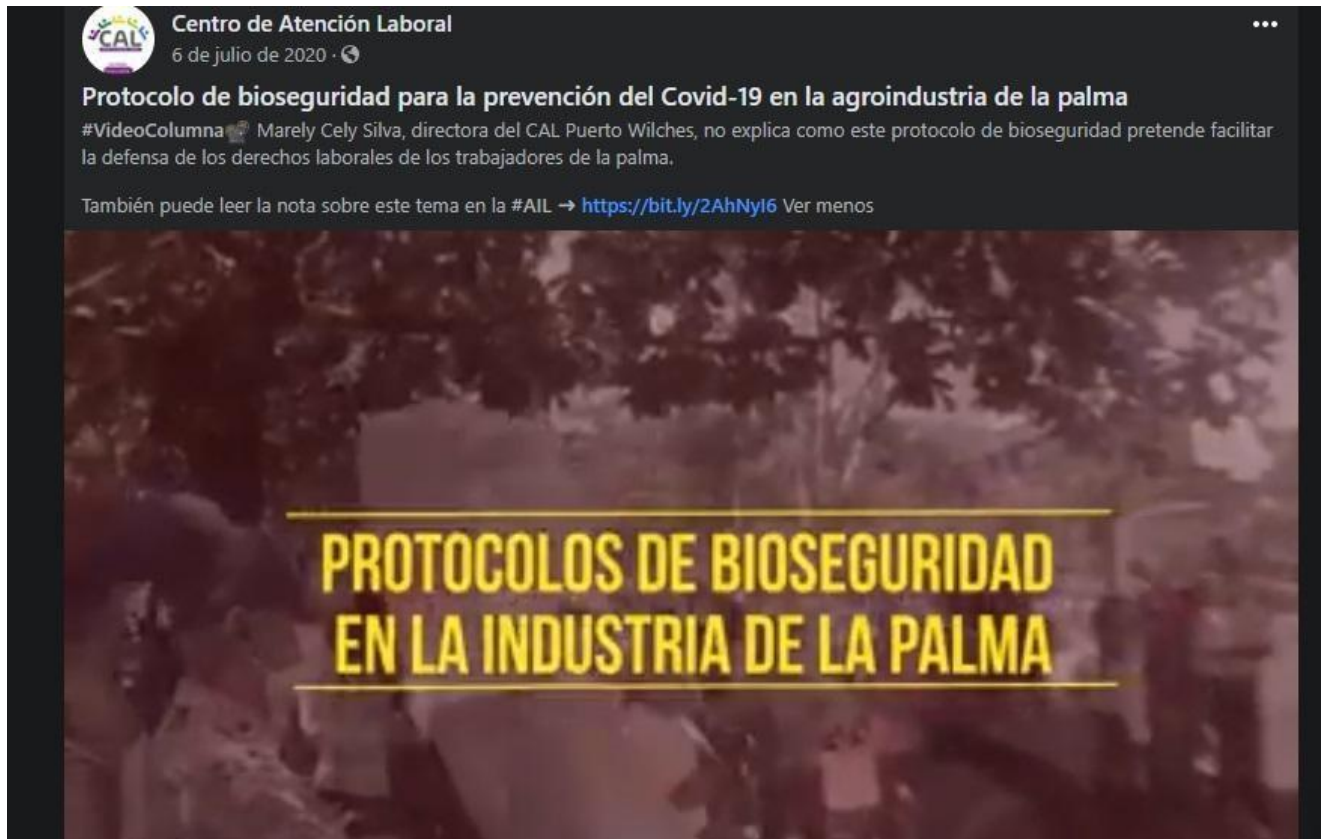 CAL
Centro de Atención Laboral
6 de julio de 2020 ·
Protocolo de bioseguridad para la prevención del Covid-19 en la agroindustria de la palma
#VideoColumna Marely Cely Silva, directora del CAL Puerto Wilches, no explica como este protocolo de bioseguridad pretende facilitar
la defensa de los derechos laborales de los trabajadores de la palma.
También puede leer la nota sobre este tema en la #AIL → https://bit.ly/2AhNyI6 Ver menos
PROTOCOLOS DE BIOSEGURIDAD
EN LA INDUSTRIA DE LA PALMA